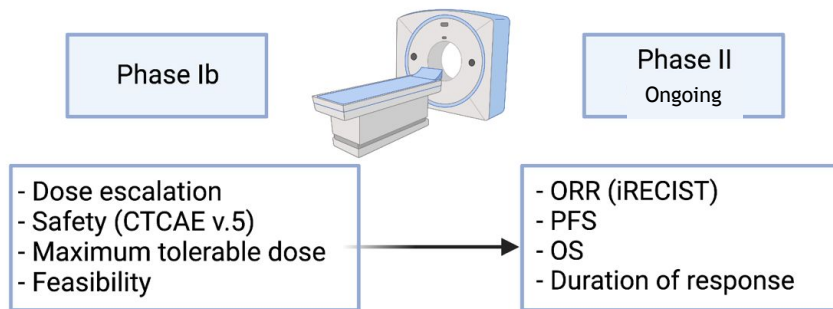 Phase Ib
Phase II
Ongoing
- Dose escalation
- Safety (CTCAE v.5)
- Maximum tolerable dose
- Feasibility
- ORR (iRECIST)
- PFS
- OS
- Duration of response